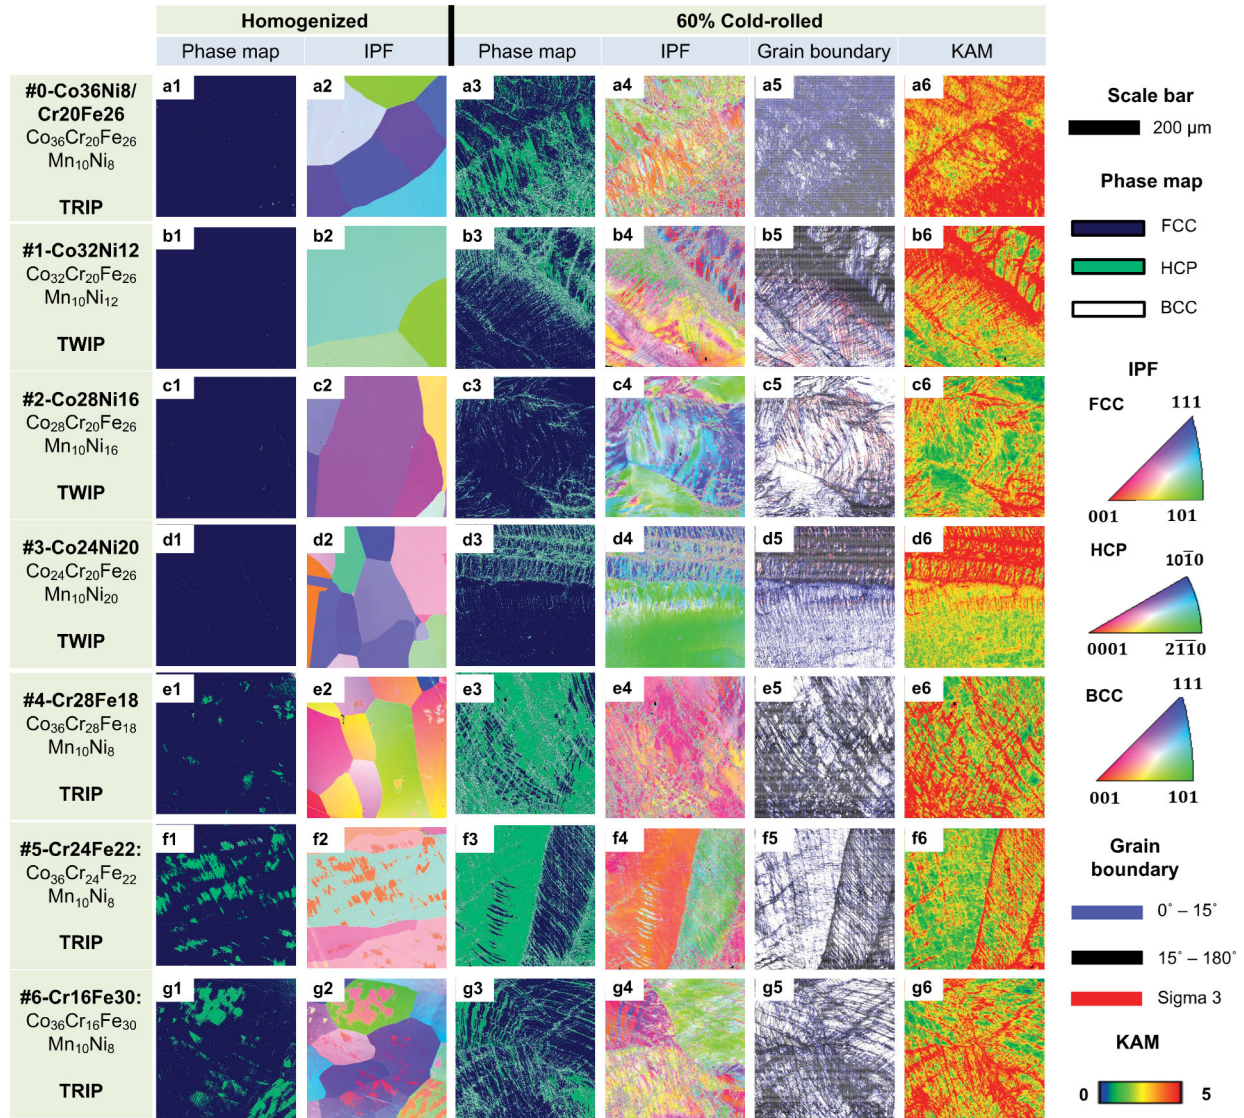 Homogenized
60% Cold-rolled
Phase map
IPF
Phase map
IPF
Grain boundary
KAM
#0-Co36Ni8/
Cr20Fe26
Co₃₆Cr₂₀Fe₂₆
Mn₁₀Ni₈
TRIP
a1
a2
a3
a4
a5
a6
#1-Co32Ni12
Co₃₂Cr₂₀Fe₂₆
Mn₁₀Ni₁₂
TWIP
b1
b2
b3
b4
b5
b6
#2-Co28Ni16
Co₂₈Cr₂₀Fe₂₆
Mn₁₀Ni₁₆
TWIP
c1
c2
c3
c4
c5
c6
#3-Co24Ni20
Co₂₄Cr₂₀Fe₂₆
Mn₁₀Ni₂₀
TWIP
d1
d2
d3
d4
d5
d6
#4-Cr28Fe18
Co₃₆Cr₂₈Fe₁₈
Mn₁₀Ni₈
TRIP
e1
e2
e3
e4
e5
e6
#5-Cr24Fe22:
Co₃₆Cr₂₄Fe₂₂
Mn₁₀Ni₈
TRIP
f1
f2
f3
f4
f5
f6
#6-Cr16Fe30:
Co₃₆Cr₁₆Fe₃₀
Mn₁₀Ni₈
TRIP
g1
g2
g3
g4
g5
g6
Scale bar
200 μm
Phase map
FCC
HCP
BCC
IPF
FCC
111
001
101
HCP
101̅0
0001
21̅1̅0
BCC
111
001
101
Grain
boundary
0° – 15°
15° – 180°
Sigma 3
KAM
0
5